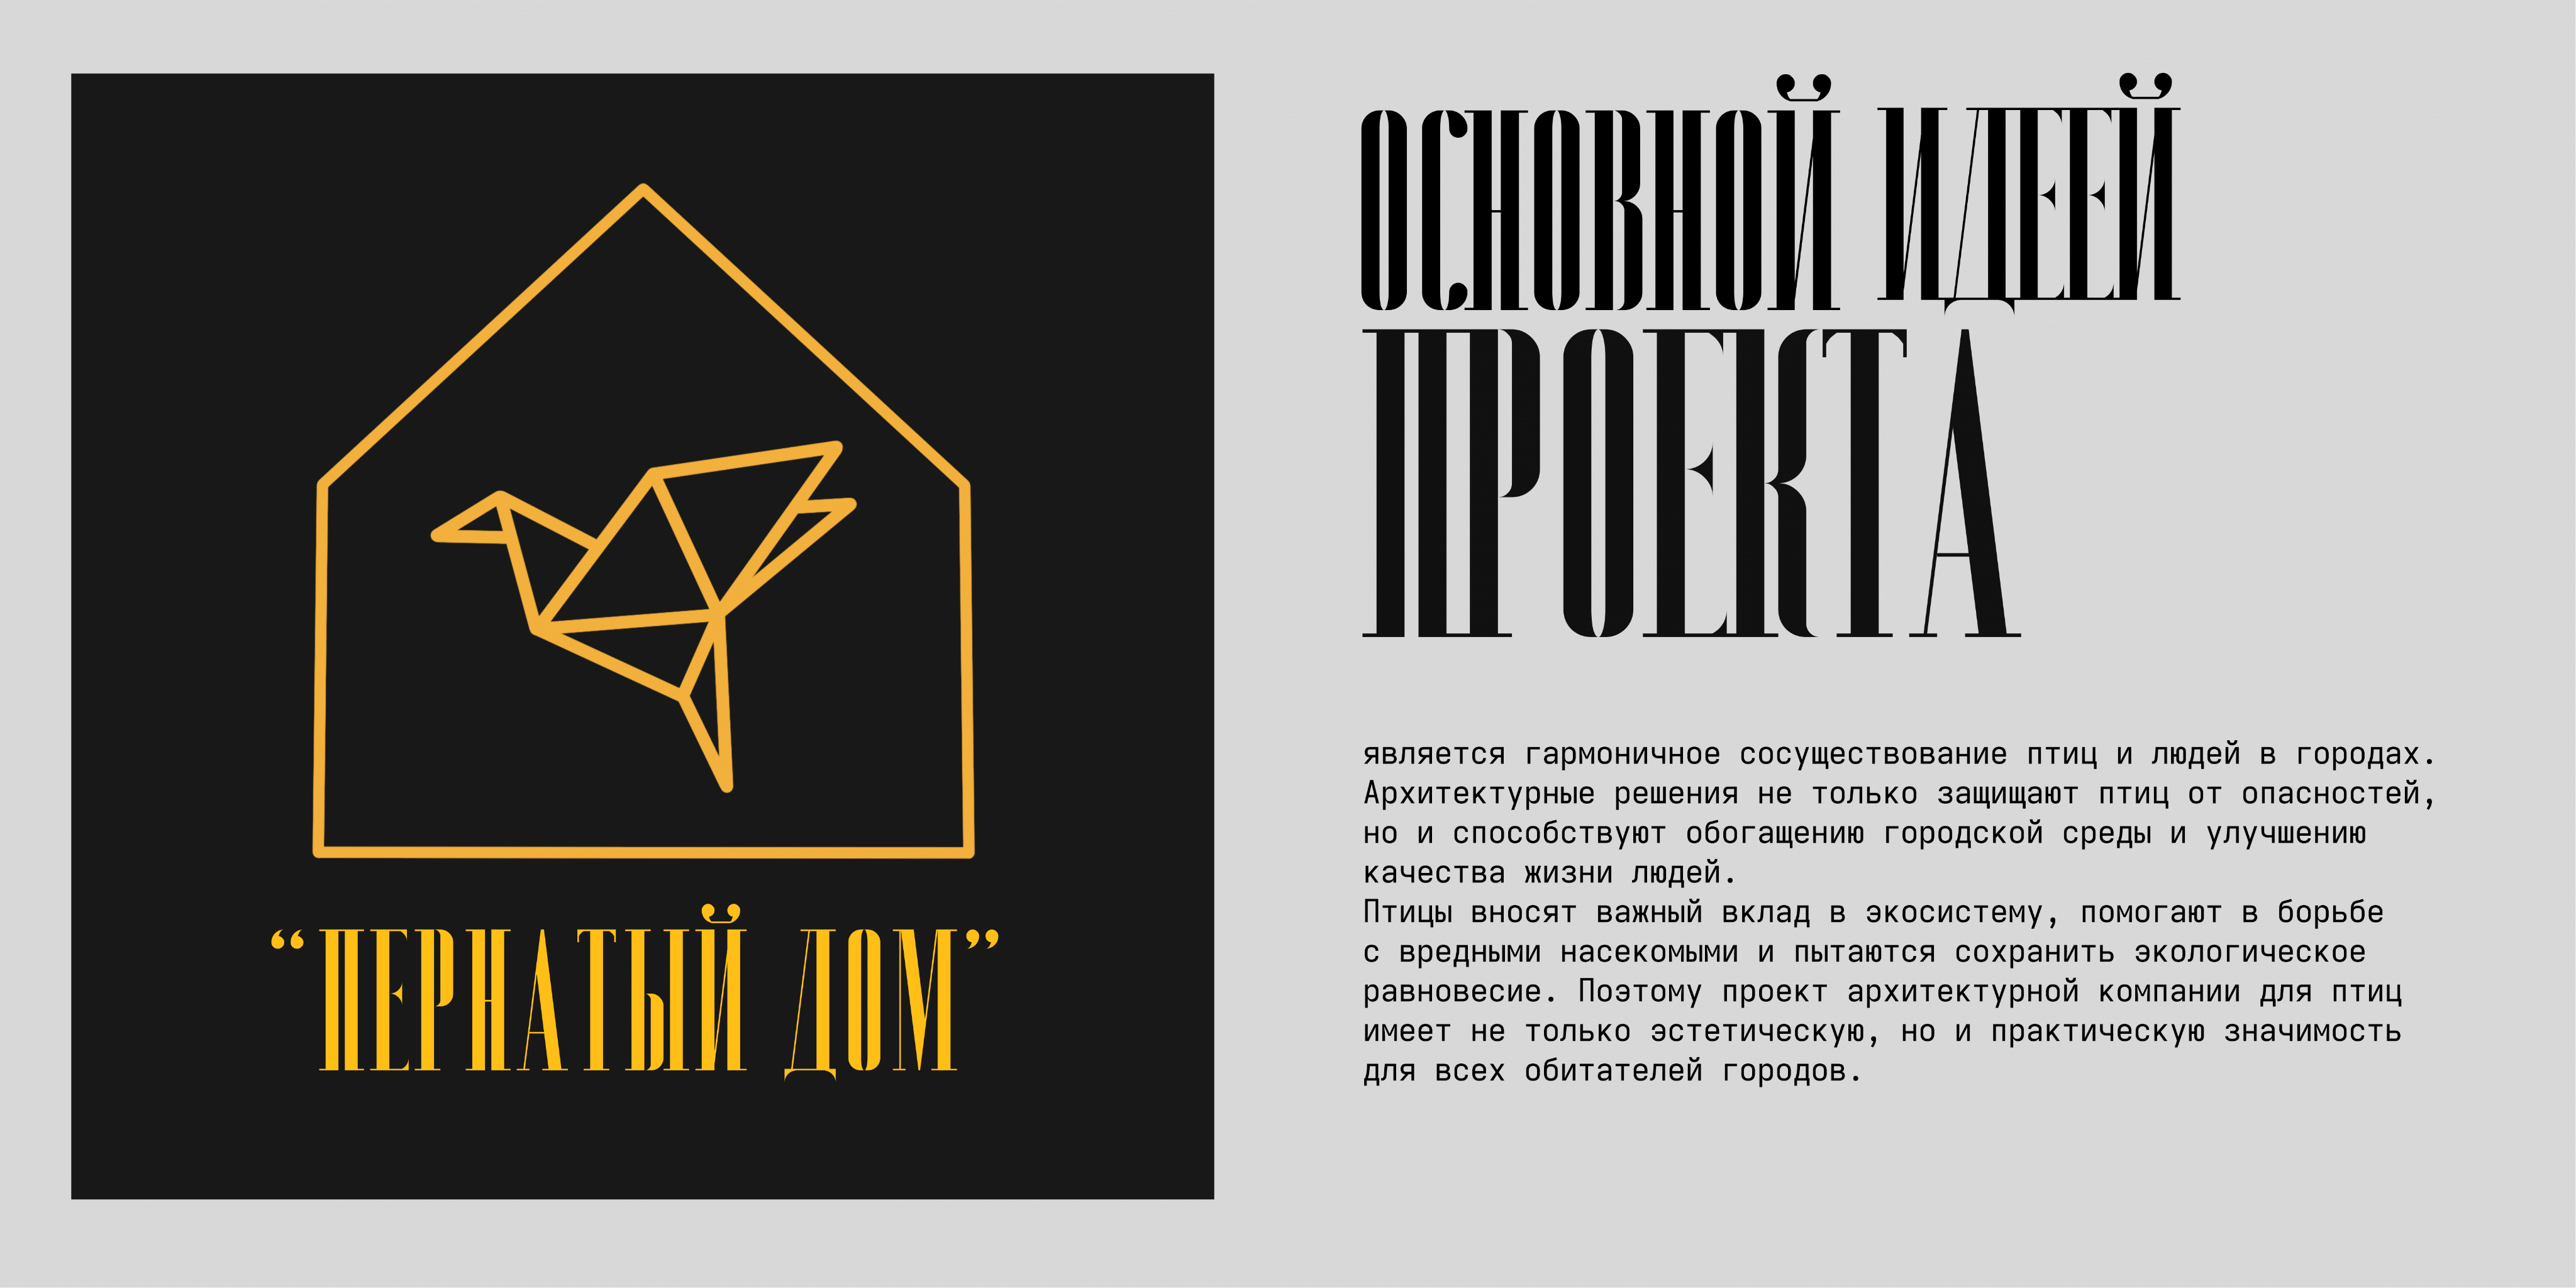 “ПЕРНАТЫЙ ДОМ”
ОСНОВНОЙ ИДЕЕЙ
ПРОЕКТА
является гармоничное сосуществование птиц и людей в городах.
Архитектурные решения не только защищают птиц от опасностей,
но и способствуют обогащению городской среды и улучшению
качества жизни людей.
Птицы вносят важный вклад в экосистему, помогают в борьбе
с вредными насекомыми и пытаются сохранить экологическое
равновесие. Поэтому проект архитектурной компании для птиц
имеет не только эстетическую, но и практическую значимость
для всех обитателей городов.